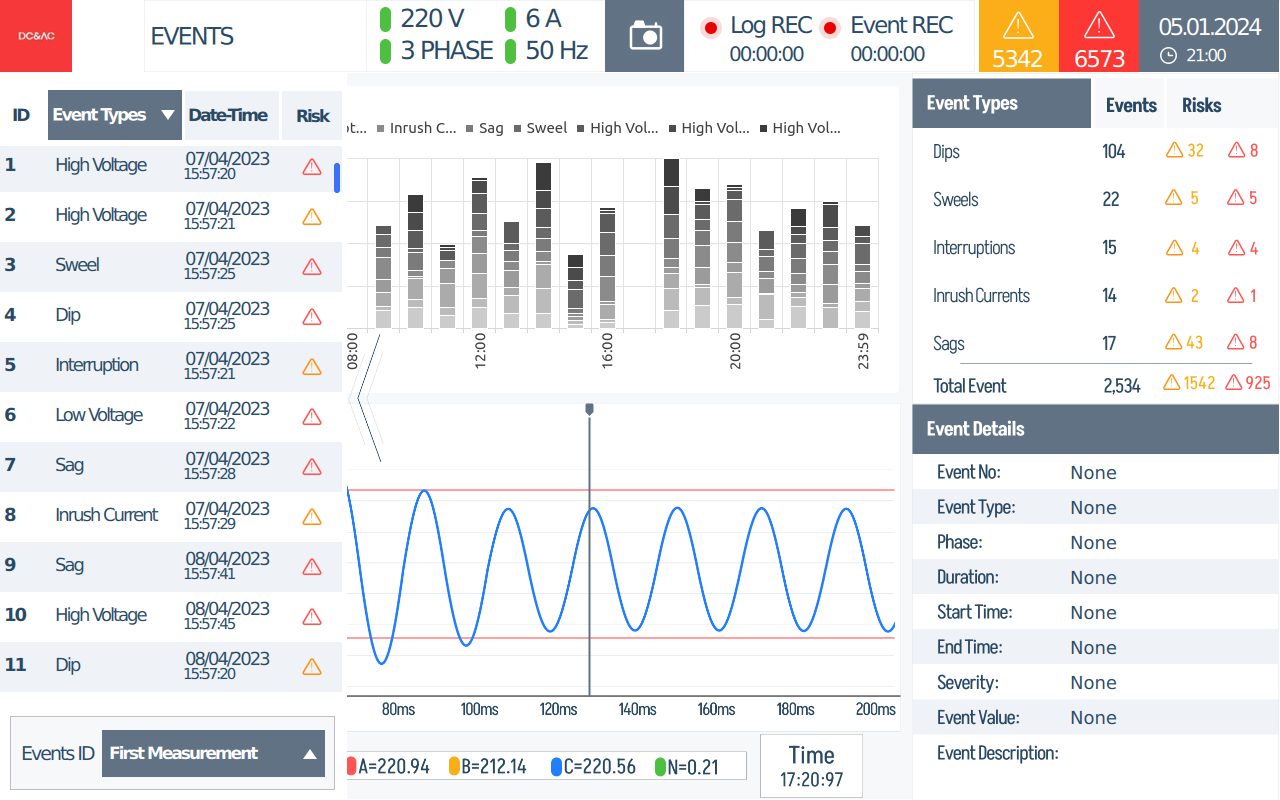 DC&AC
EVENTS
220 V 6 A
3 PHASE 50 Hz
Log REC Event REC
00:00:00 00:00:00
5342 6573
05.01.2024
21:00
ID Event Types Date-Time Risk
1 High Voltage 07/04/2023
15:57:20
2 High Voltage 07/04/2023
15:57:21
3 Sweel 07/04/2023
15:57:25
4 Dip 07/04/2023
15:57:25
5 Interruption 07/04/2023
15:57:21
6 Low Voltage 07/04/2023
15:57:22
7 Sag 07/04/2023
15:57:28
8 Inrush Current 07/04/2023
15:57:29
9 Sag 08/04/2023
15:57:41
10 High Voltage 08/04/2023
15:57:45
11 Dip 08/04/2023
15:57:20
Events ID First Measurement
ot... Inrush C... Sag Sweel High Vol... High Vol... High Vol...
08:00 12:00 16:00 20:00 23:59
80ms 100ms 120ms 140ms 160ms 180ms 200ms
A=220.94 B=212.14 C=220.56 N=0.21
Time
17:20:97
Event Types Events Risks
Dips 104 32 8
Sweels 22 5 5
Interruptions 15 4 4
Inrush Currents 14 2 1
Sags 17 43 8
Total Event 2,534 1542 925
Event Details
Event No: None
Event Type: None
Phase: None
Duration: None
Start Time: None
End Time: None
Severity: None
Event Value: None
Event Description: